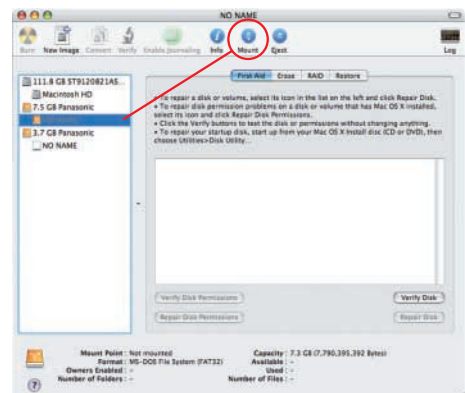 NO NAME
Burn New Image Convert Verify Enable Journaling Info Mount Eject Log
111.8 GB ST9120821AS...
Macintosh HD
7.5 GB Panasonic
3.7 GB Panasonic
NO NAME
First Aid Erase RAID Restore
• To repair a disk or volume, select its icon in the list on the left and click Repair Disk.
• To repair disk permission problems on a disk or volume that has Mac OS X installed,
select its icon and click Repair Disk Permissions.
• Click the Verify buttons to test the disk or permissions without changing anything.
• To repair your startup disk, start up from your Mac OS X Install disc (CD or DVD), then
choose Utilities>Disk Utility.
Verify Disk Permissions Verify Disk
Repair Disk Permissions Repair Disk
Mount Point : Not mounted Capacity : 7.3 GB (7,790,395,392 Bytes)
Format : MS-DOS File System (FAT32) Available : -
Owners Enabled : - Used : -
Number of Folders : - Number of Files : -
?